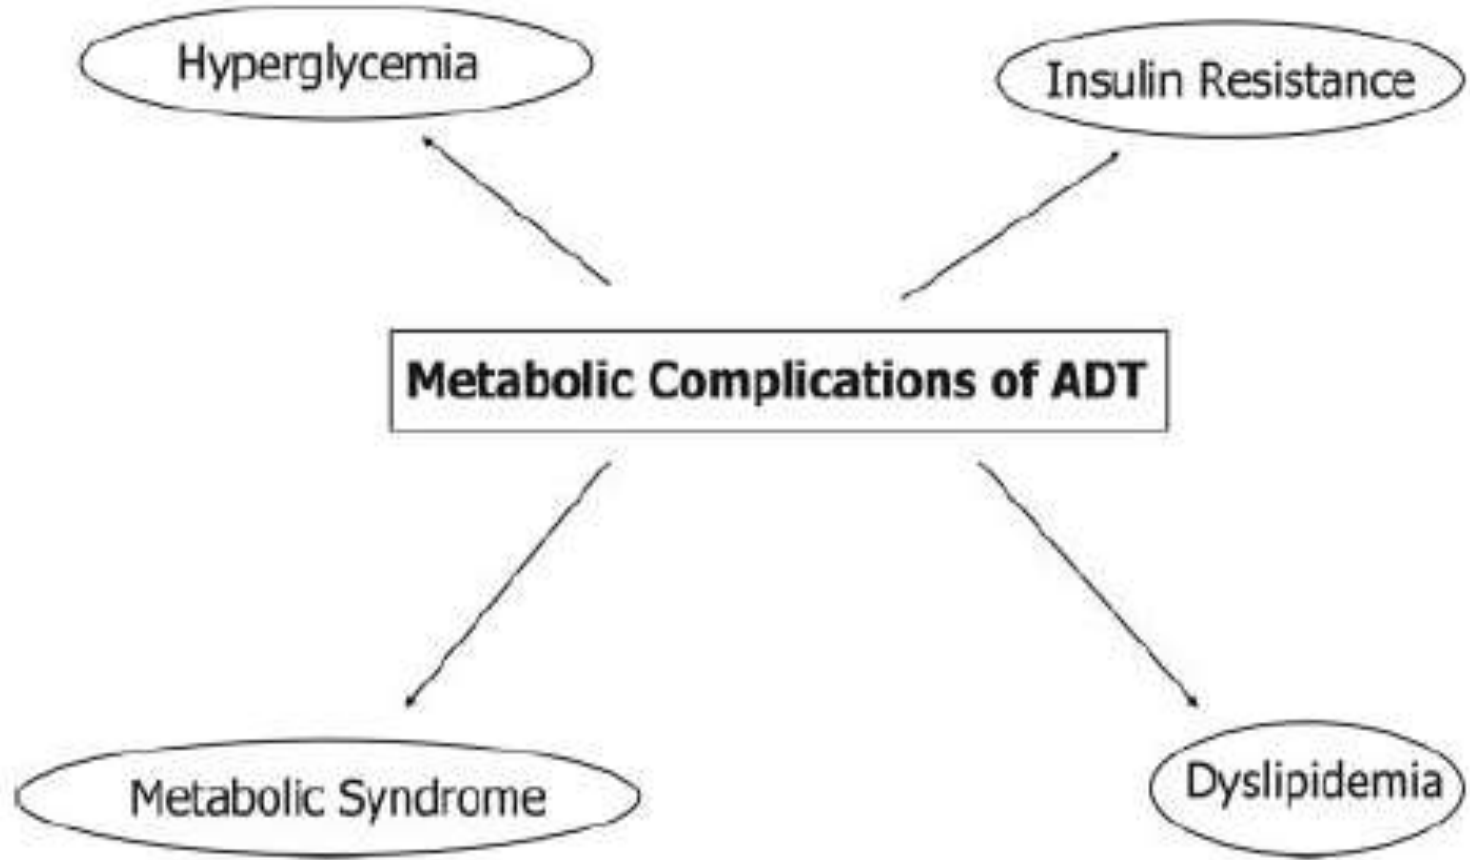 Hyperglycemia
Insulin Resistance
Metabolic Complications of ADT
Metabolic Syndrome
Dyslipidemia